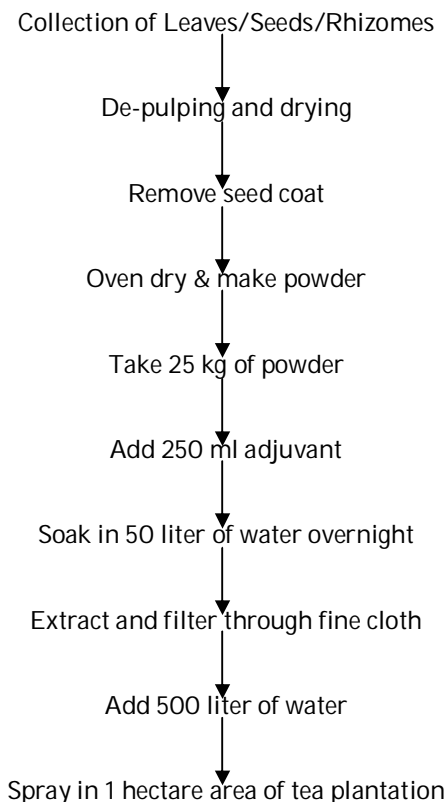 Collection of Leaves/Seeds/Rhizomes
De-pulping and drying
Remove seed coat
Oven dry & make powder
Take 25 kg of powder
Add 250 ml adjuvant
Soak in 50 liter of water overnight
Extract and filter through fine cloth
Add 500 liter of water
Spray in 1 hectare area of tea plantation